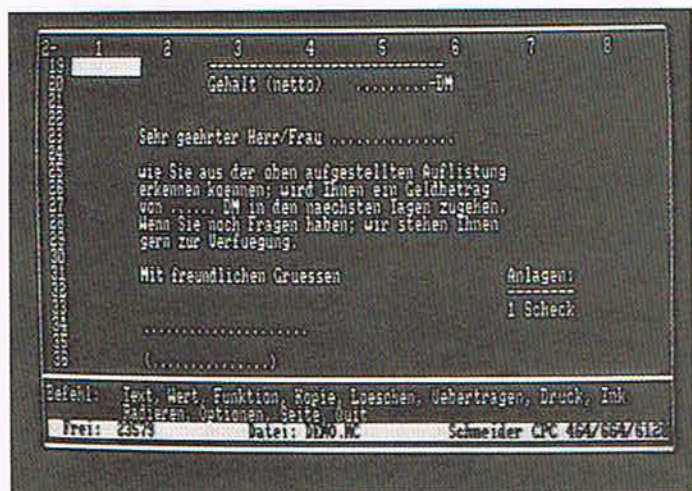 2- 1 2 3 4 5 6 7 8
19
20
21
22
23
24
25
26
27
28
29
30
31
32
33
34
35
36
Gehalt (netto) .........-DM
Sehr geehrter Herr/Frau ...............
wie Sie aus der oben aufgestellten Auflistung
erkennen koennen; wird Ihnen ein Geldbetrag
von ...... DM in den naechsten Tagen zugehen.
Wenn Sie noch Fragen haben; wir stehen Ihnen
gern zur Verfuegung.
Mit freundlichen Gruessen
Anlagen:
1 Scheck
....................
(..............)
Befehl: Text, Wert, Funktion, Kopie, Loeschen, Uebertragen, Druck, Ink
Radieren, Optionen, Seite, Quit
Frei: 23579 Datei: DEMO.MC Schneider CPC 464/664/6128